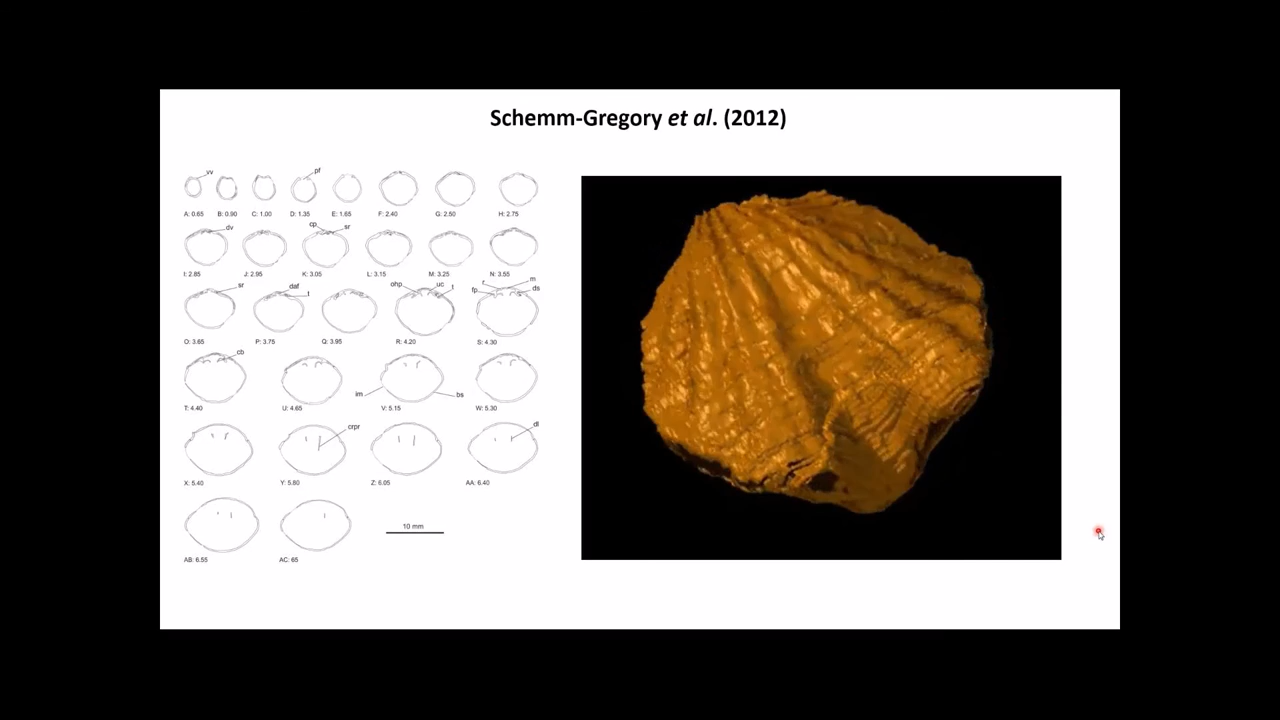 Schemm-Gregory et al. (2012)
vv pf
A: 0.65 B: 0.90 C: 1.00 D: 1.35 E: 1.65 F: 2.40 G: 2.50 H: 2.75
dv cp sr
I: 2.85 J: 2.95 K: 3.05 L: 3.15 M: 3.25 N: 3.55
sr daf t ohp uc t fp r m ds
O: 3.65 P: 3.75 Q: 3.95 R: 4.20 S: 4.30
cb im bs
T: 4.40 U: 4.65 V: 5.15 W: 5.30
crpr dl
X: 5.40 Y: 5.80 Z: 6.05 AA: 6.40
10 mm
AB: 6.55 AC: 65